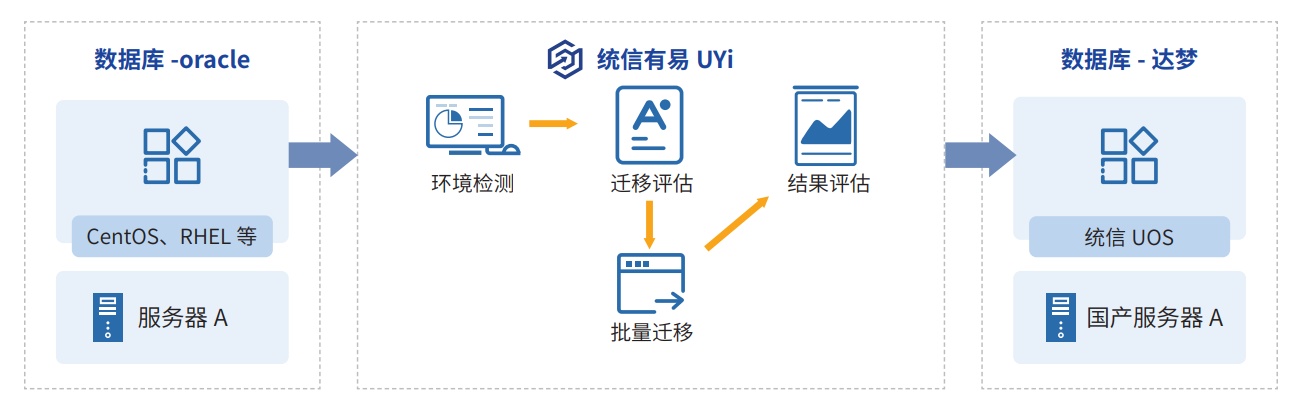 数据库 -oracle
CentOS、RHEL 等
服务器 A
统信有易 UYi
环境检测
迁移评估
结果评估
批量迁移
数据库 - 达梦
统信 UOS
国产服务器 A